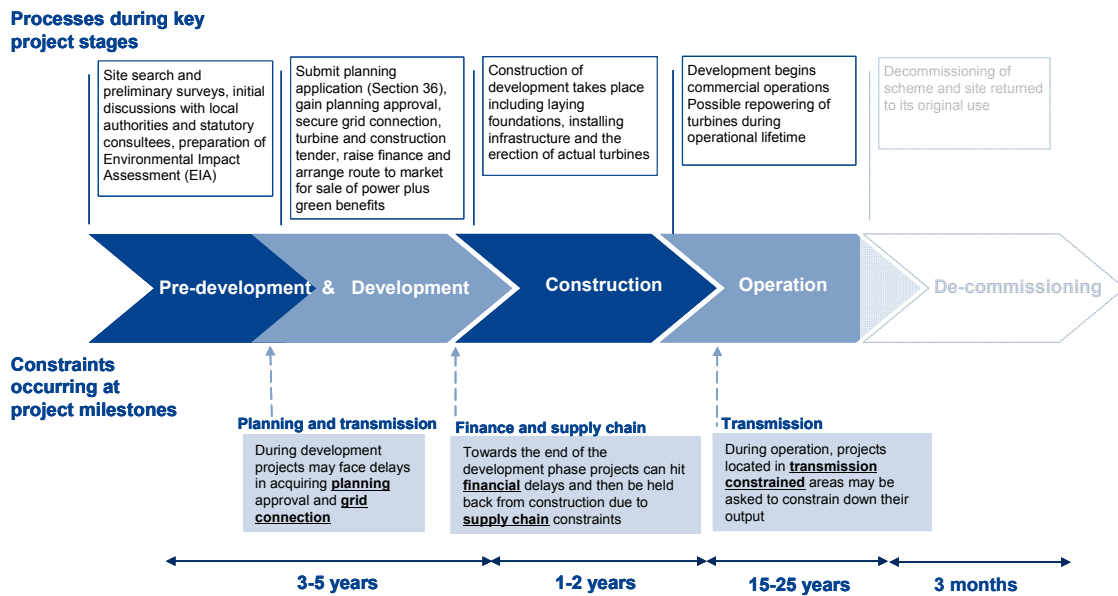 Processes during key
project stages
Site search and
preliminary surveys, initial
discussions with local
authorities and statutory
consultees, preparation of
Environmental Impact
Assessment (EIA)
Submit planning
application (Section 36),
gain planning approval,
secure grid connection,
turbine and construction
tender, raise finance and
arrange route to market
for sale of power plus
green benefits
Construction of
development takes place
including laying
foundations, installing
infrastructure and the
erection of actual turbines
Development begins
commercial operations
Possible repowering of
turbines during
operational lifetime
Decommissioning of
scheme and site returned
to its original use
Pre-development & Development
Construction
Operation
De-commissioning
Constraints
occurring at
project milestones
Planning and transmission
During development
projects may face delays
in acquiring planning
approval and grid
connection
Finance and supply chain
Towards the end of the
development phase projects can hit
financial delays and then be held
back from construction due to
supply chain constraints
Transmission
During operation, projects
located in transmission
constrained areas may be
asked to constrain down their
output
3-5 years
1-2 years
15-25 years
3 months